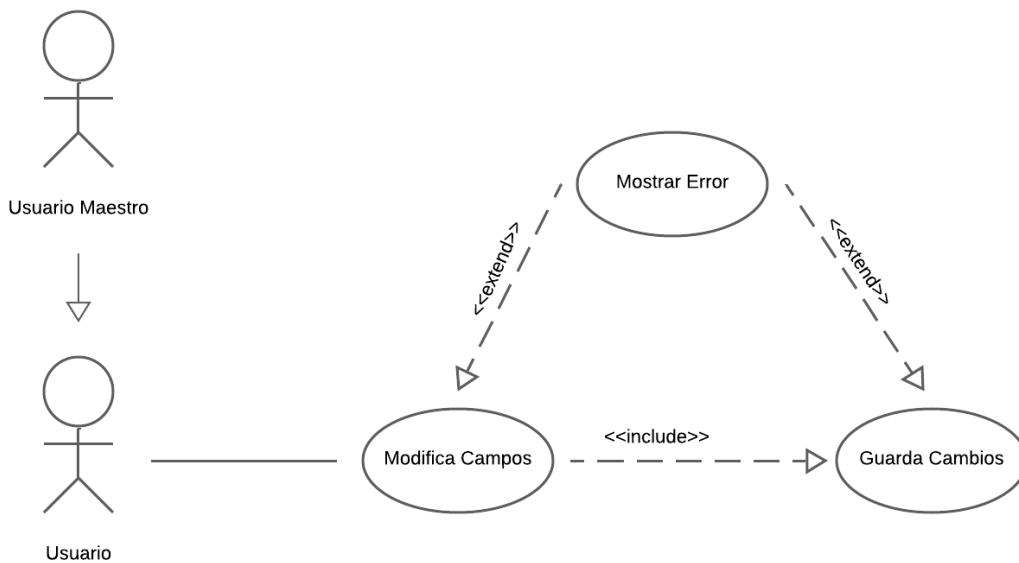 Usuario Maestro
Mostrar Error
<<extend>>
<<extend>>
Modifica Campos
<<include>>
Guarda Cambios
Usuario